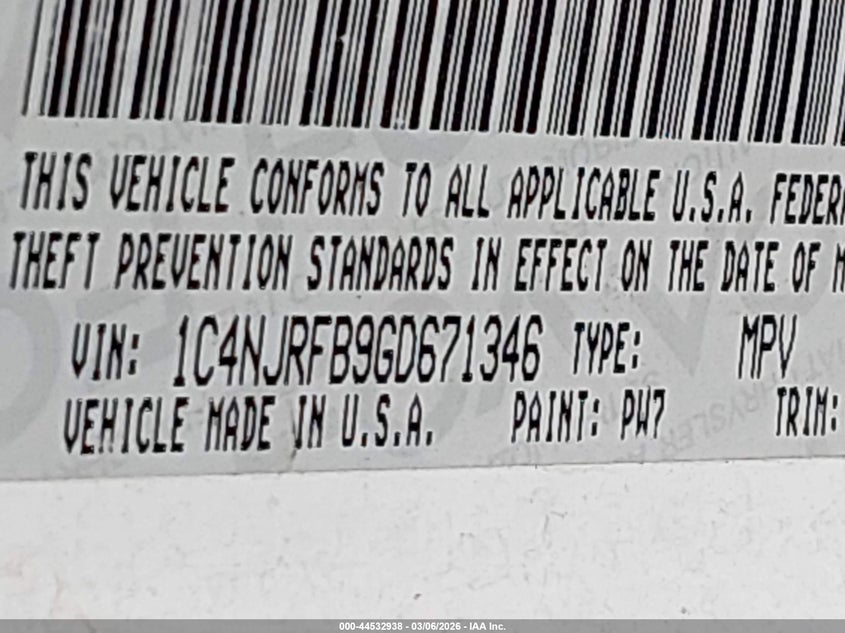 THIS VEHICLE CONFORMS TO ALL APPLICABLE U.S.A. FEDERA
THEFT PREVENTION STANDARDS IN EFFECT ON THE DATE OF M
VIN: 1C4NJRFB9GD671346 TYPE: MPV
VEHICLE MADE IN U.S.A. PAINT: PW7 TRIM:
000-44532938 - 03/06/2026 - IAA Inc.